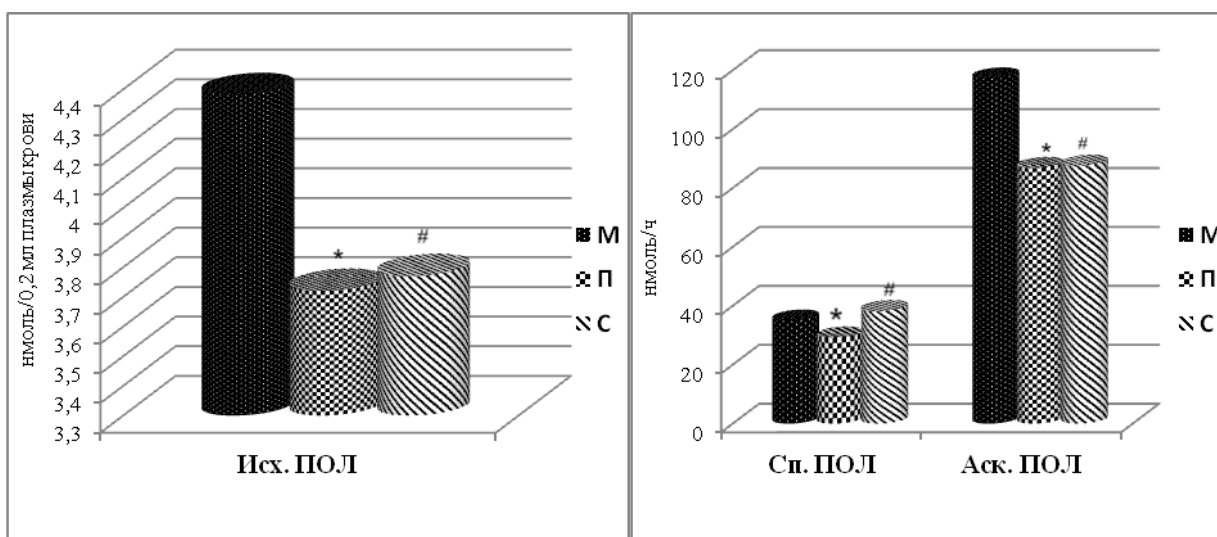 нмоль/0,2 мл плазмы крови
4,4
4,3
4,2
4,1
4
3,9
3,8
3,7
3,6
3,5
3,4
3,3
*
#
Исх. ПОЛ
М
П
С
нмоль/ч
120
100
80
60
40
20
0
*
#
*
#
Сп. ПОЛ
Аск. ПОЛ
М
П
С